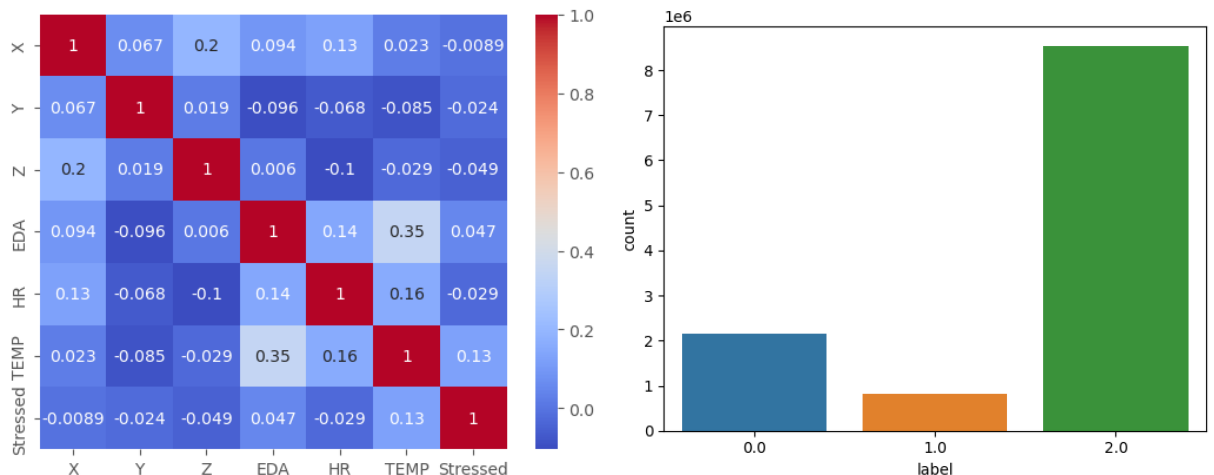 X 1 0.067 0.2 0.094 0.13 0.023 -0.0089
Y 0.067 1 0.019 -0.096 -0.068 -0.085 -0.024
Z 0.2 0.019 1 0.006 -0.1 -0.029 -0.049
EDA 0.094 -0.096 0.006 1 0.14 0.35 0.047
HR 0.13 -0.068 -0.1 0.14 1 0.16 -0.029
TEMP 0.023 -0.085 -0.029 0.35 0.16 1 0.13
Stressed -0.0089 -0.024 -0.049 0.047 -0.029 0.13 1
X Y Z EDA HR TEMP Stressed
1.0
0.8
0.6
0.4
0.2
0.0
1e6
8
7
6
5
4
3
2
1
0
count
0.0 1.0 2.0
label